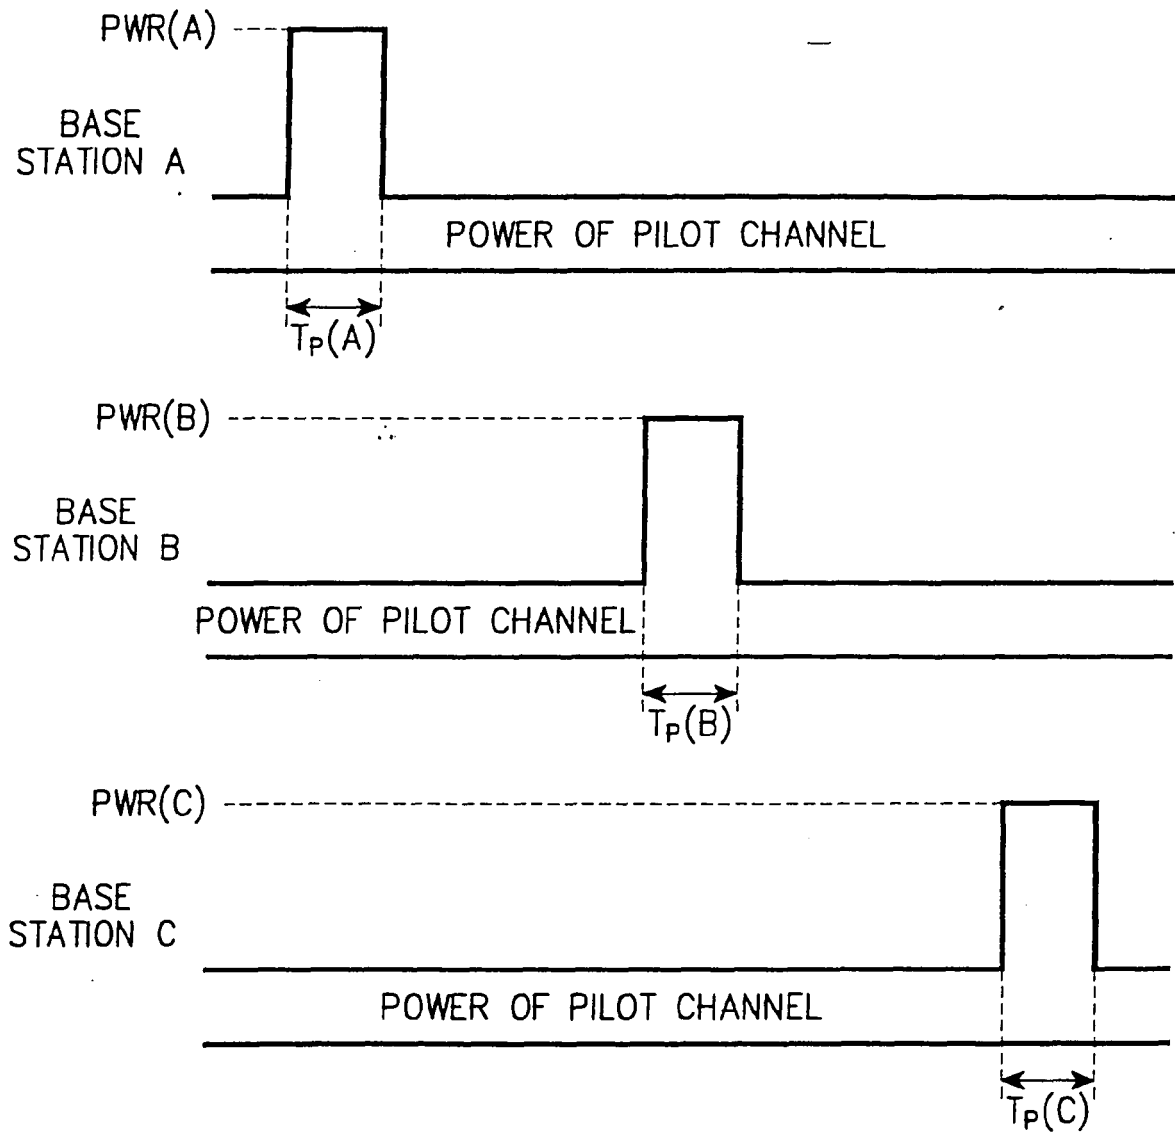 PWR(A)
BASE
STATION A
POWER OF PILOT CHANNEL
TP(A)
PWR(B)
BASE
STATION B
POWER OF PILOT CHANNEL
TP(B)
PWR(C)
BASE
STATION C
POWER OF PILOT CHANNEL
TP(C)